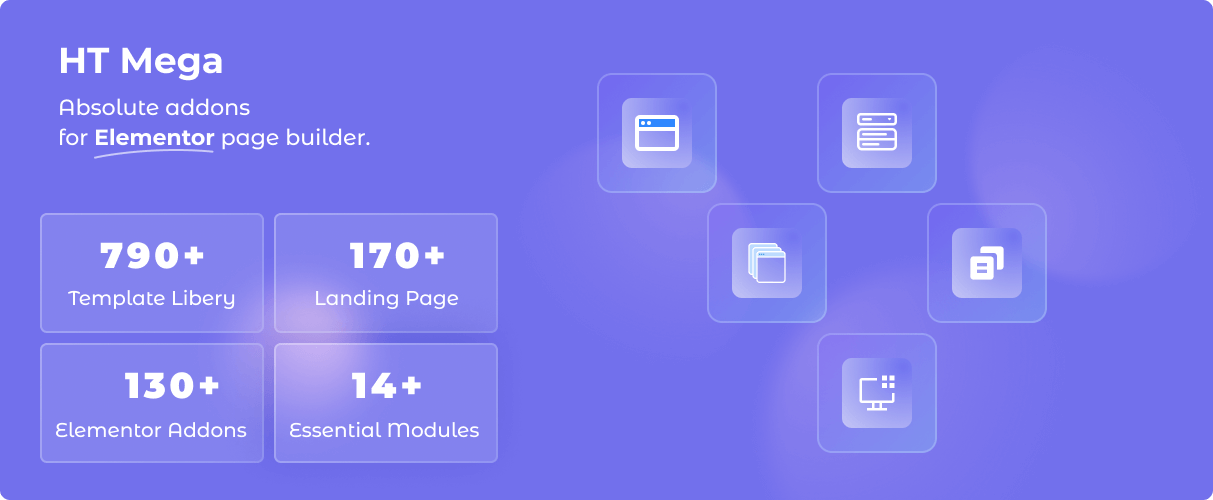 HT Mega
Absolute addons
for Elementor page builder.
790+
Template Libery
170+
Landing Page
130+
Elementor Addons
14+
Essential Modules